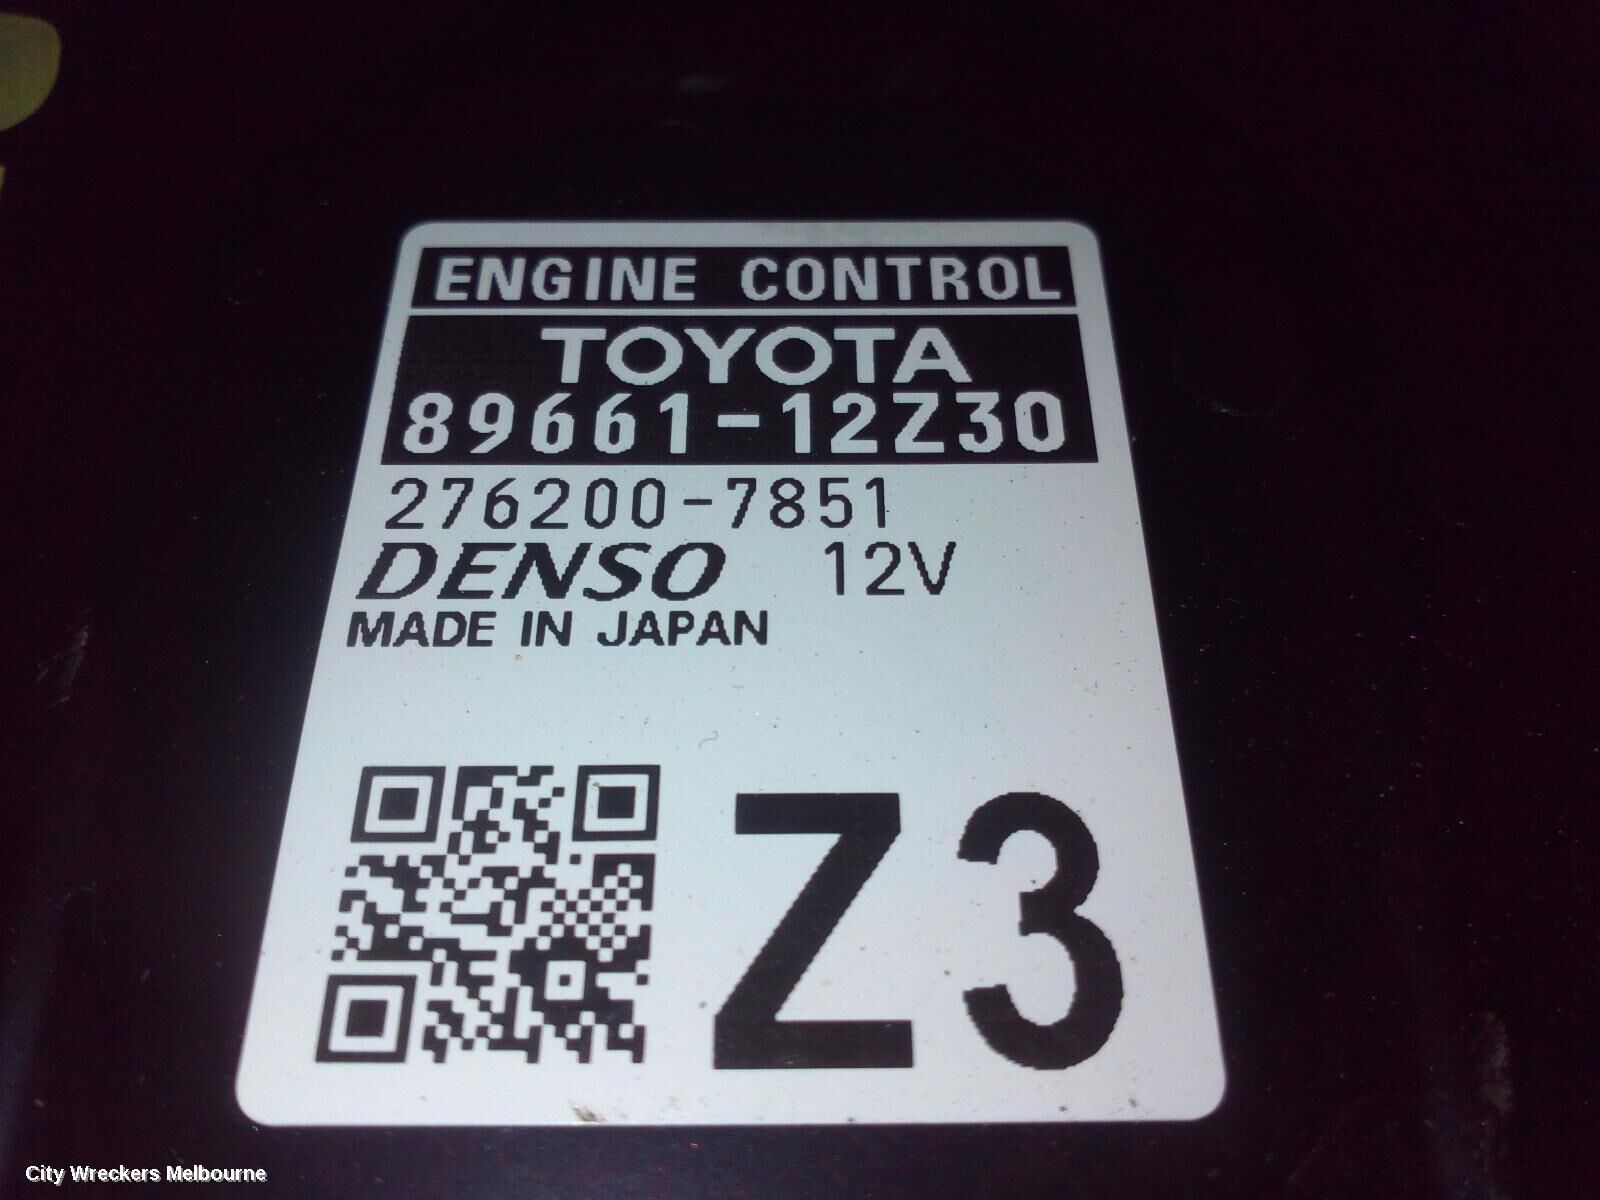 ENGINE CONTROL
TOYOTA
89661-12Z30
276200-7851
DENSO 12V
MADE IN JAPAN
Z3
City Wreckers Melbourne